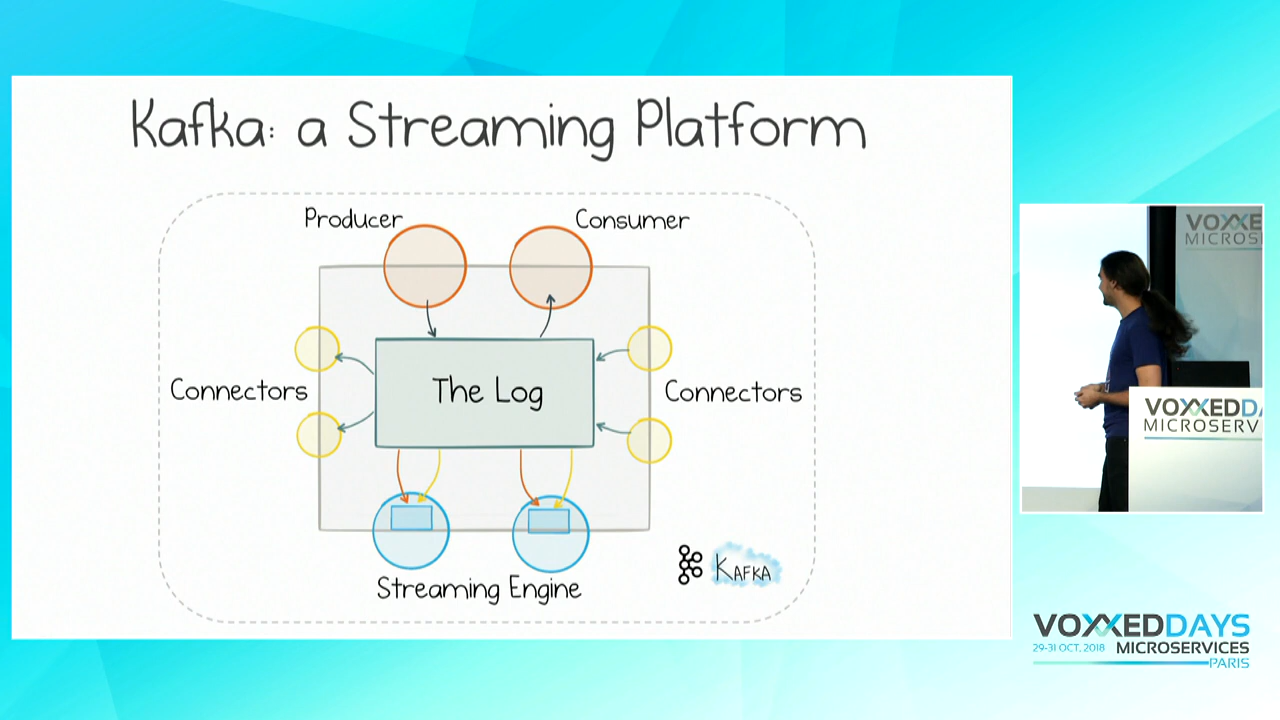 Kafka: a Streaming Platform
Producer
Consumer
Connectors
The Log
Connectors
Streaming Engine
KAFKA
VOXXE
MICROS
VOXXEDDA
MICROSERV
VOXXEDDAYS
29-31 OCT. 2018 MICROSERVICES
PARIS